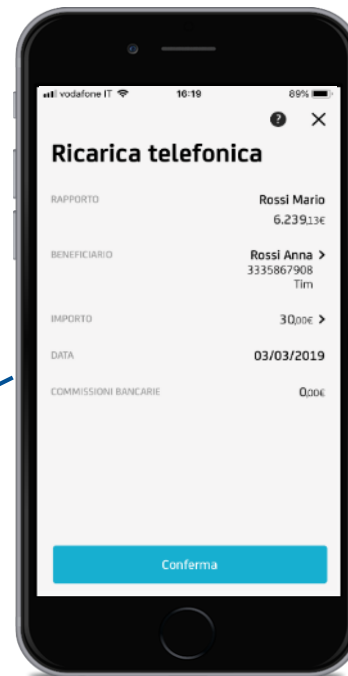 vodafone IT 16:19 89%
?
Ricarica telefonica
RAPPORTO Rossi Mario
6.239,13€
BENEFICIARIO Rossi Anna
3335867908
Tim
IMPORTO 30,00€
DATA 03/03/2019
COMMISSIONI BANCARIE 0,00€
Conferma